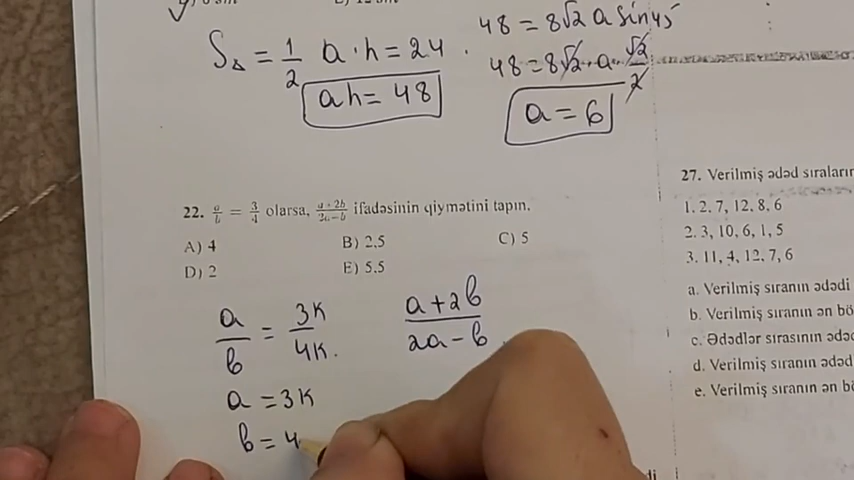 48 = 8√2 a sin45
S△ = 1/2 a·h = 24 .
48 = 8√2 · a · √2/2
ah = 48
a = 6
22. a/b = 3/4 olarsa, a+2b/2a−b ifadəsinin qiymətini tapın.
A) 4 B) 2,5 C) 5
D) 2 E) 5,5
a/b = 3K/4K .
a+2b/2a−b
a = 3K
b = 4
27. Verilmiş ədəd sıraların
1. 2, 7, 12, 8, 6
2. 3, 10, 6, 1, 5
3. 11, 4, 12, 7, 6
a. Verilmiş sıranın ədədi
b. Verilmiş sıranın ən bö
c. Ədədlər sırasının ədəd
d. Verilmiş sıranın ədəd
e. Verilmiş sıranın ən b